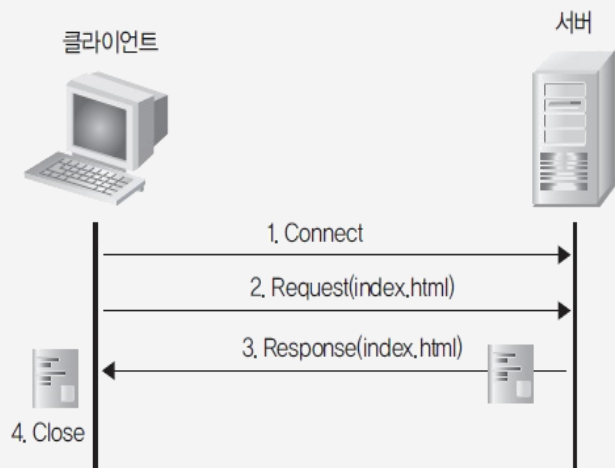 클라이언트
서버
1. Connect
2. Request(index.html)
3. Response(index.html)
4. Close